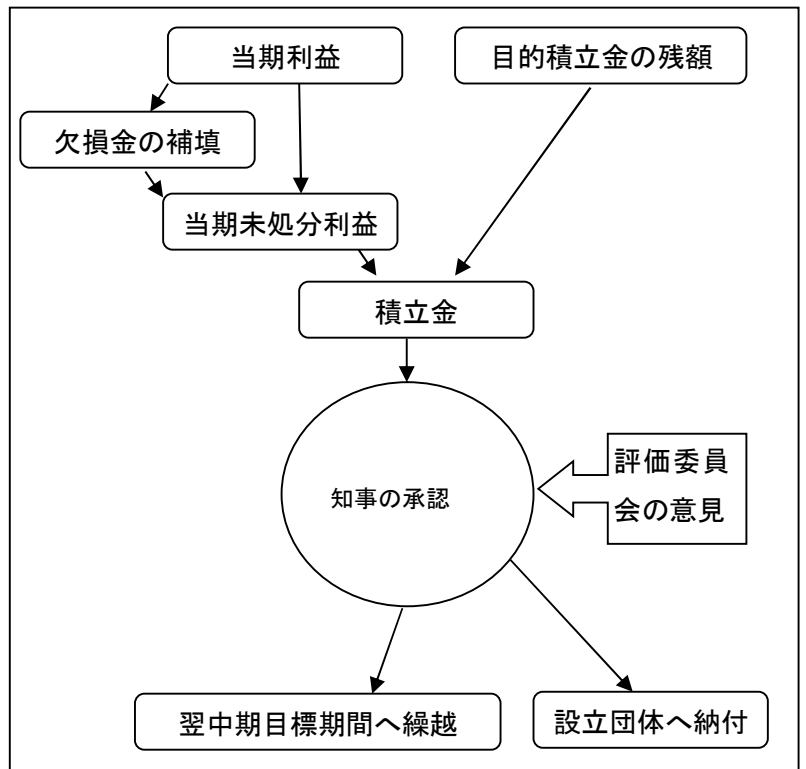 当期利益
目的積立金の残額
欠損金の補填
当期未処分利益
積立金
知事の承認
評価委員
会の意見
翌中期目標期間へ繰越
設立団体へ納付